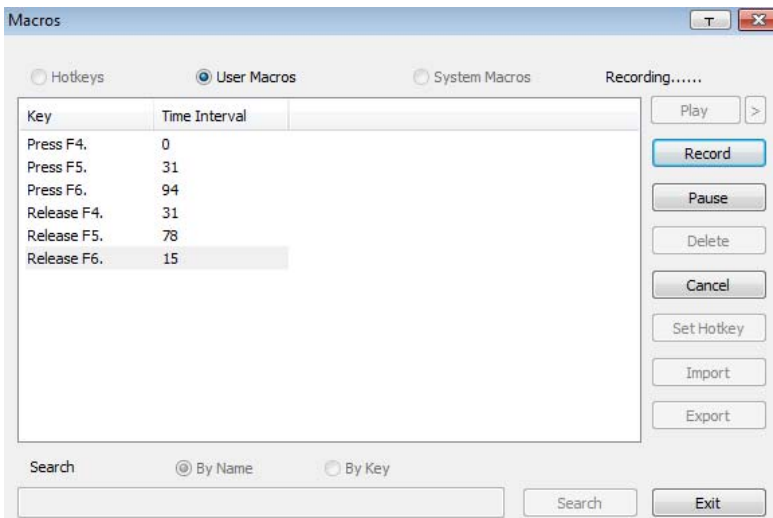 Macros
Hotkeys User Macros System Macros Recording......
Key Time Interval Play >
Press F4. 0
Press F5. 31 Record
Press F6. 94
Release F4. 31 Pause
Release F5. 78 Delete
Release F6. 15
Cancel
Set Hotkey
Import
Export
Search By Name By Key
Search Exit